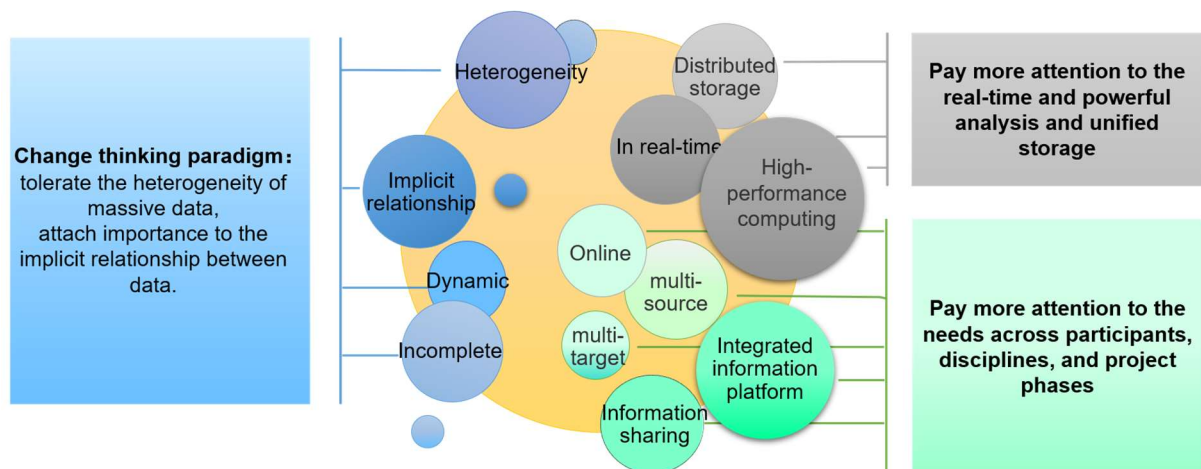 Change thinking paradigm：
tolerate the heterogeneity of
massive data,
attach importance to the
implicit relationship between
data.
Heterogeneity
Implicit
relationship
Dynamic
Incomplete
Distributed
storage
In real-time
High-
performance
computing
Online
multi-
source
multi-
target
Integrated
information
platform
Information
sharing
Pay more attention to the
real-time and powerful
analysis and unified
storage
Pay more attention to the
needs across participants,
disciplines, and project
phases